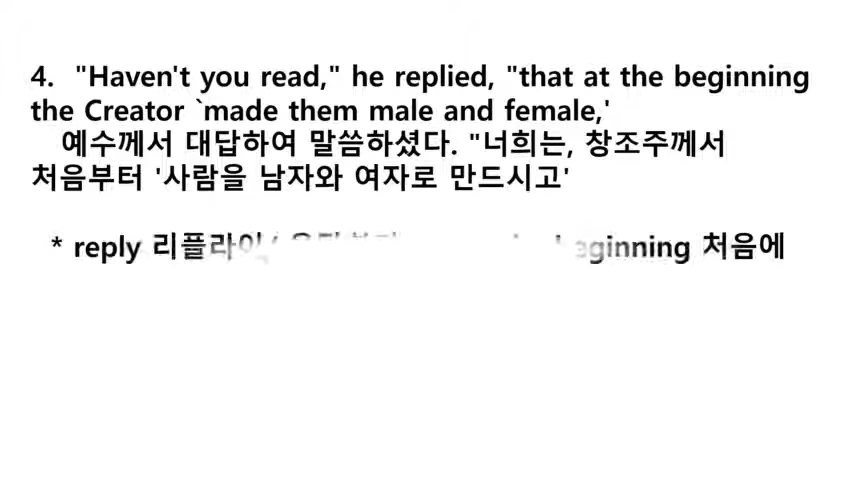 4. "Haven't you read," he replied, "that at the beginning
the Creator `made them male and female,'
예수께서 대답하여 말씀하셨다. "너희는, 창조주께서
처음부터 '사람을 남자와 여자로 만드시고'
* reply 리플라이 beginning 처음에